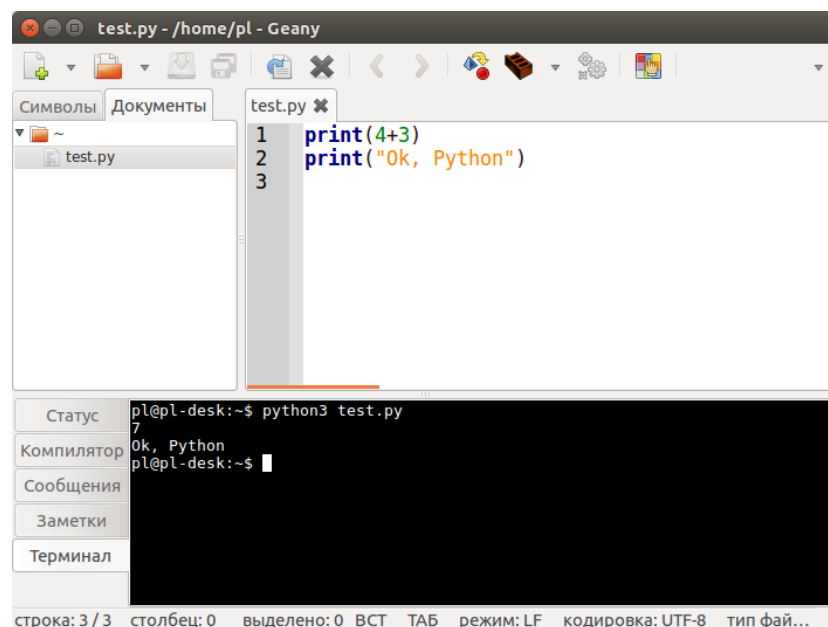 test.py - /home/pl - Geany
Символы Документы
~
test.py
test.py
1 print(4+3)
2 print("Ok, Python")
3
Статус
Компилятор
Сообщения
Заметки
Терминал
pl@pl-desk:~$ python3 test.py
7
Ok, Python
pl@pl-desk:~$
строка: 3 / 3 столбец: 0 выделено: 0 ВСТ ТАБ режим: LF кодировка: UTF-8 тип фай…